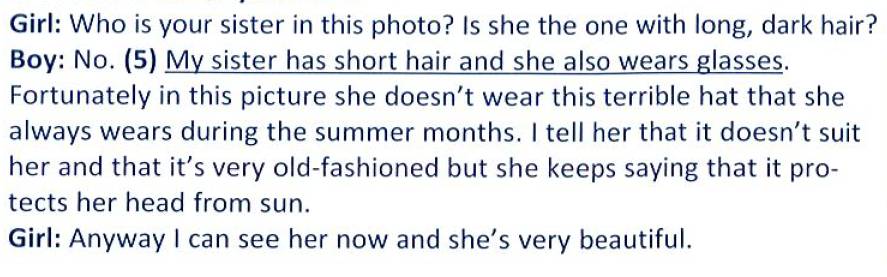 Girl: Who is your sister in this photo? Is she the one with long, dark hair?
Boy: No. (5) My sister has short hair and she also wears glasses.
Fortunately in this picture she doesn't wear this terrible hat that she
always wears during the summer months. I tell her that it doesn't suit
her and that it's very old-fashioned but she keeps saying that it pro-
tects her head from sun.
Girl: Anyway I can see her now and she's very beautiful.